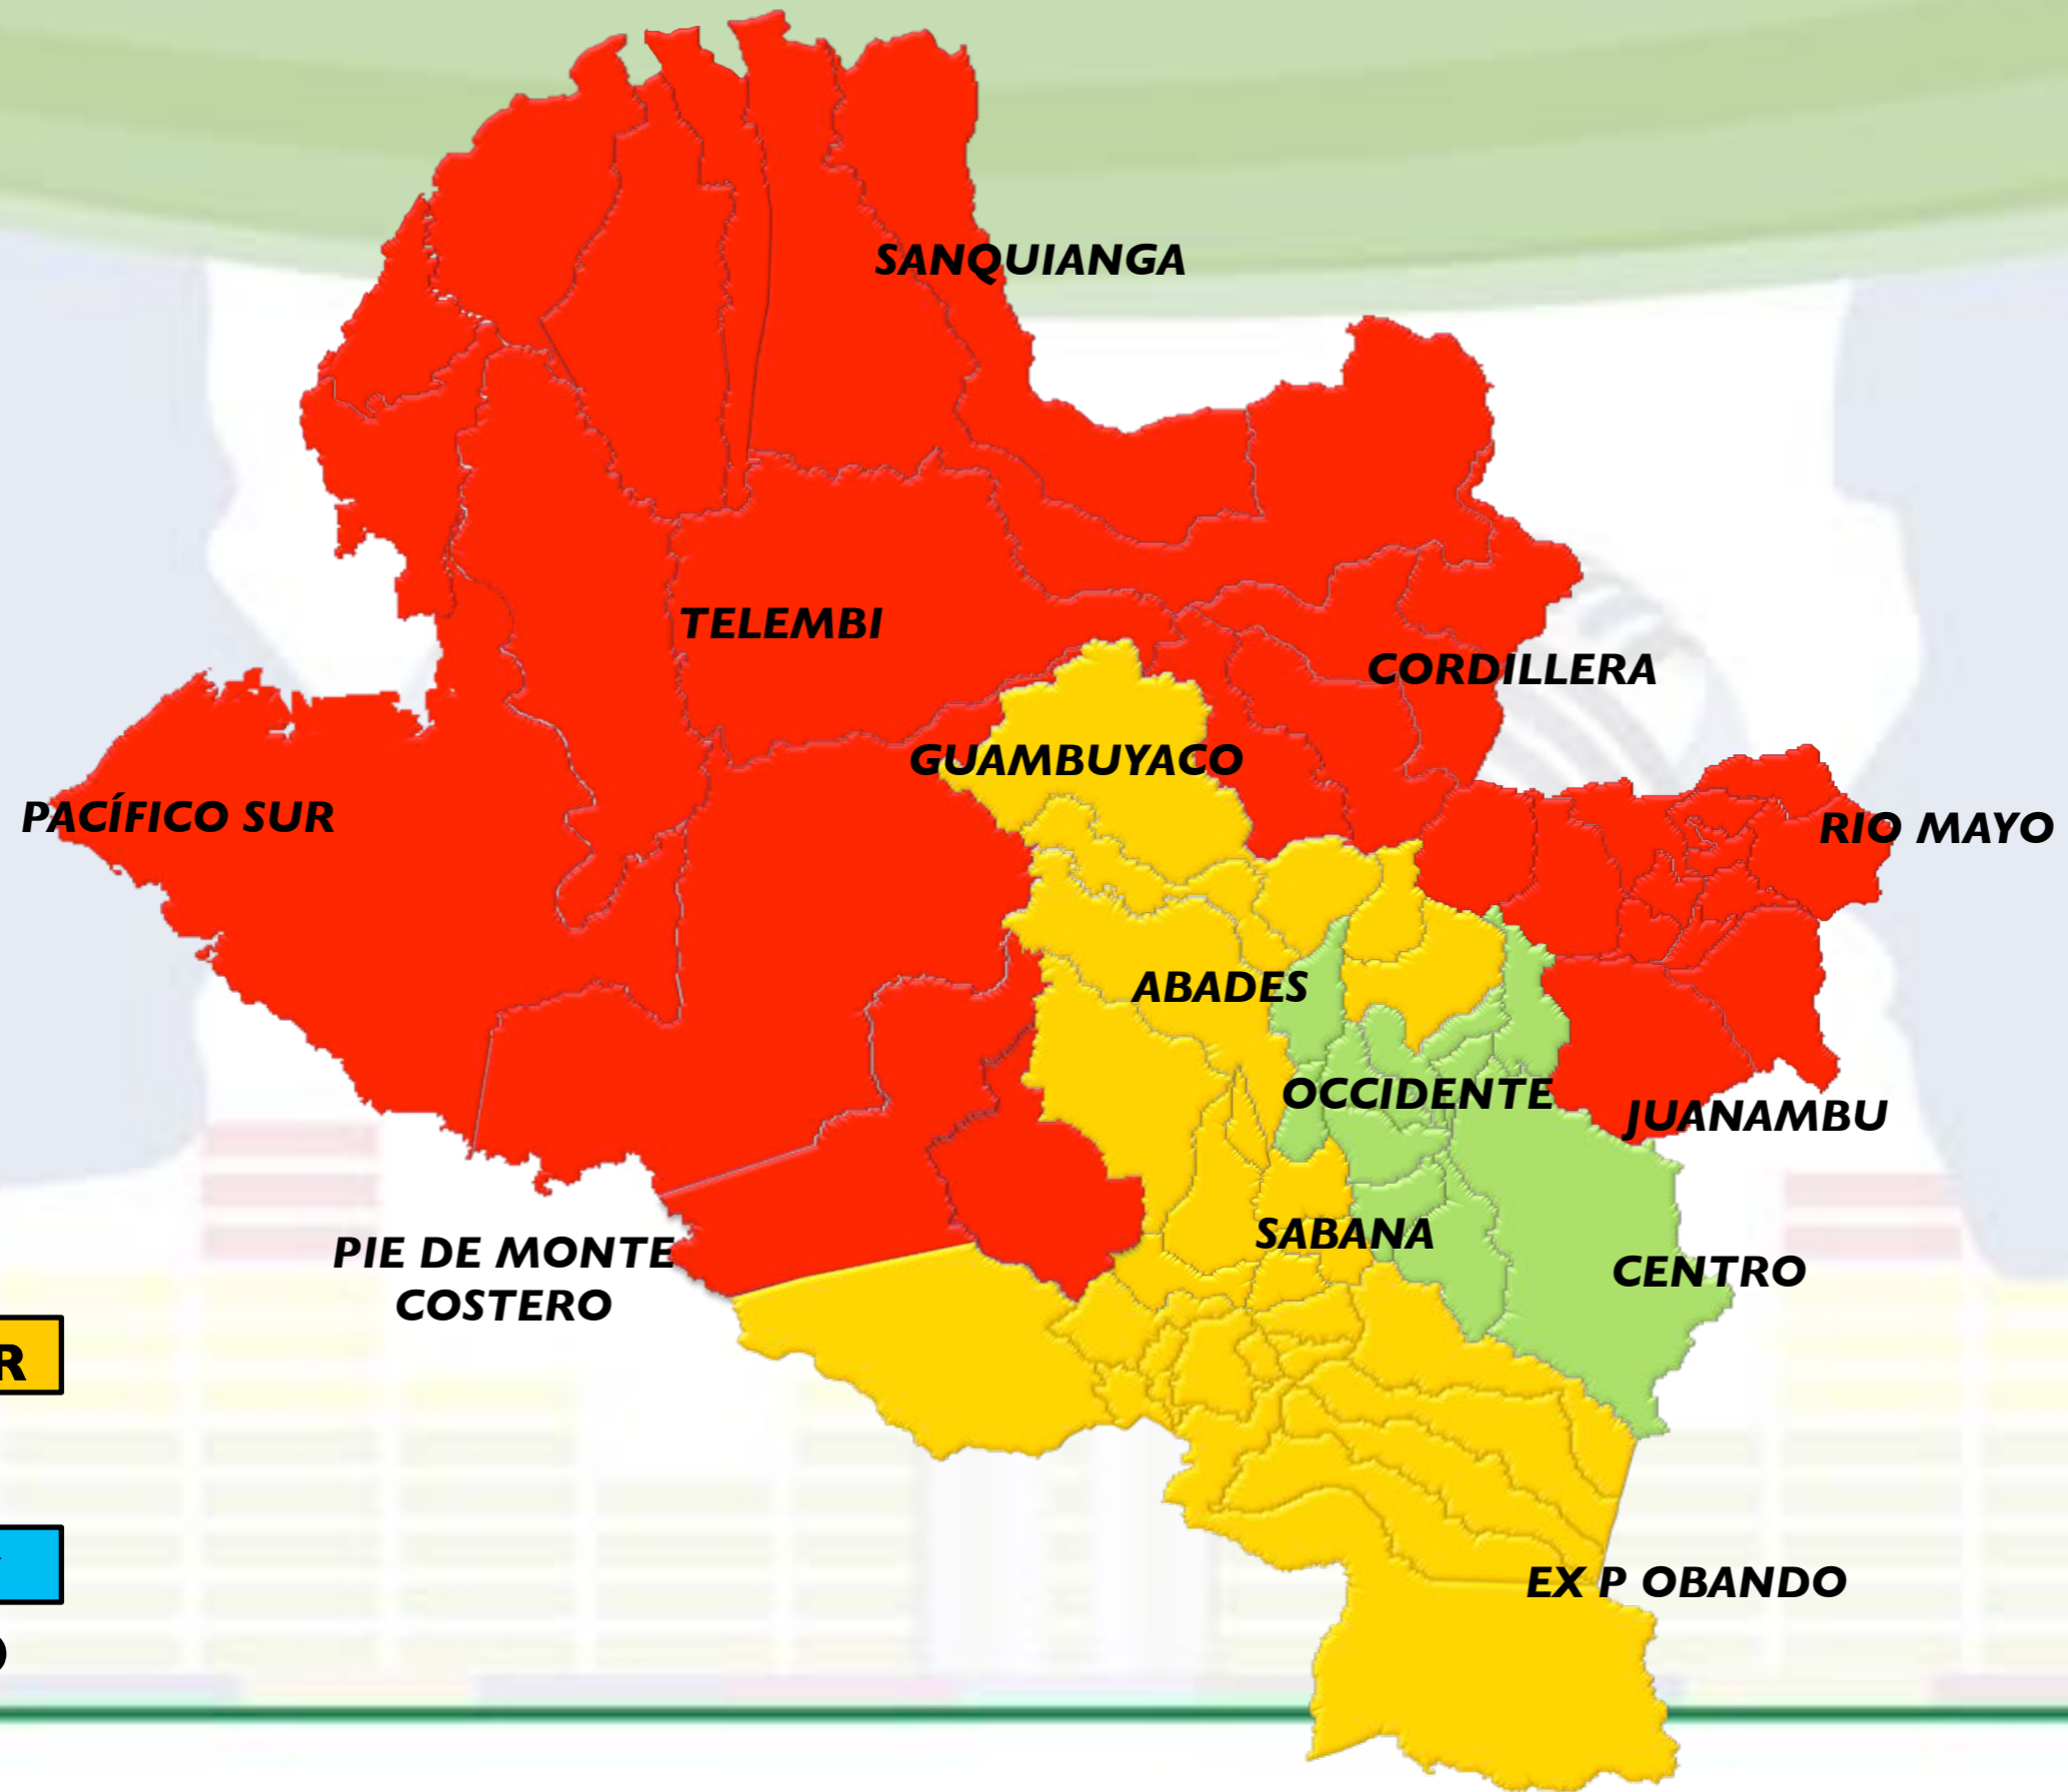 SANQUIANGA
TELEMBI
CORDILLERA
GUAMBUYACO
PACÍFICO SUR
RIO MAYO
ABADES
OCCIDENTE
JUANAMBU
SABANA
PIE DE MONTE
COSTERO
CENTRO
R
EX P OBANDO